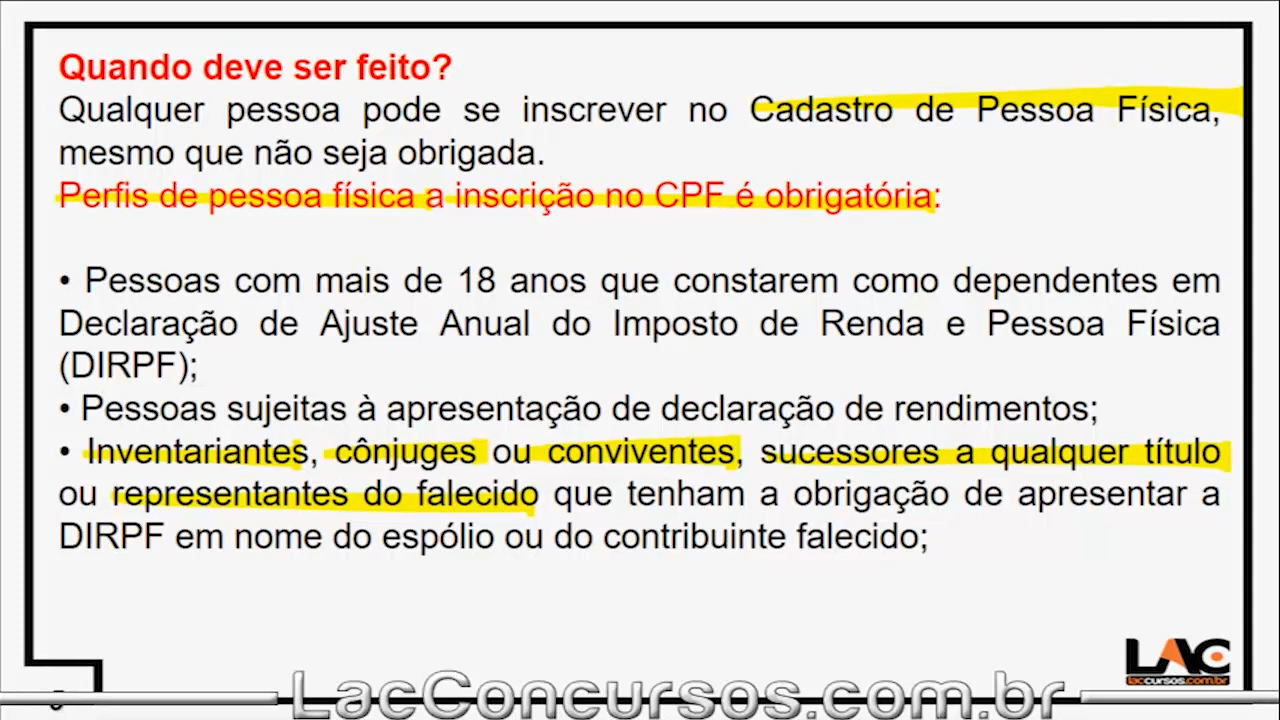 Quando deve ser feito?
Qualquer pessoa pode se inscrever no Cadastro de Pessoa Física,
mesmo que não seja obrigada.
Perfis de pessoa física a inscrição no CPF é obrigatória:
• Pessoas com mais de 18 anos que constarem como dependentes em
Declaração de Ajuste Anual do Imposto de Renda e Pessoa Física
(DIRPF);
• Pessoas sujeitas à apresentação de declaração de rendimentos;
• Inventariantes, cônjuges ou conviventes, sucessores a qualquer título
ou representantes do falecido que tenham a obrigação de apresentar a
DIRPF em nome do espólio ou do contribuinte falecido;
LAC
laccursos.com.br
LacConcursos.com.br